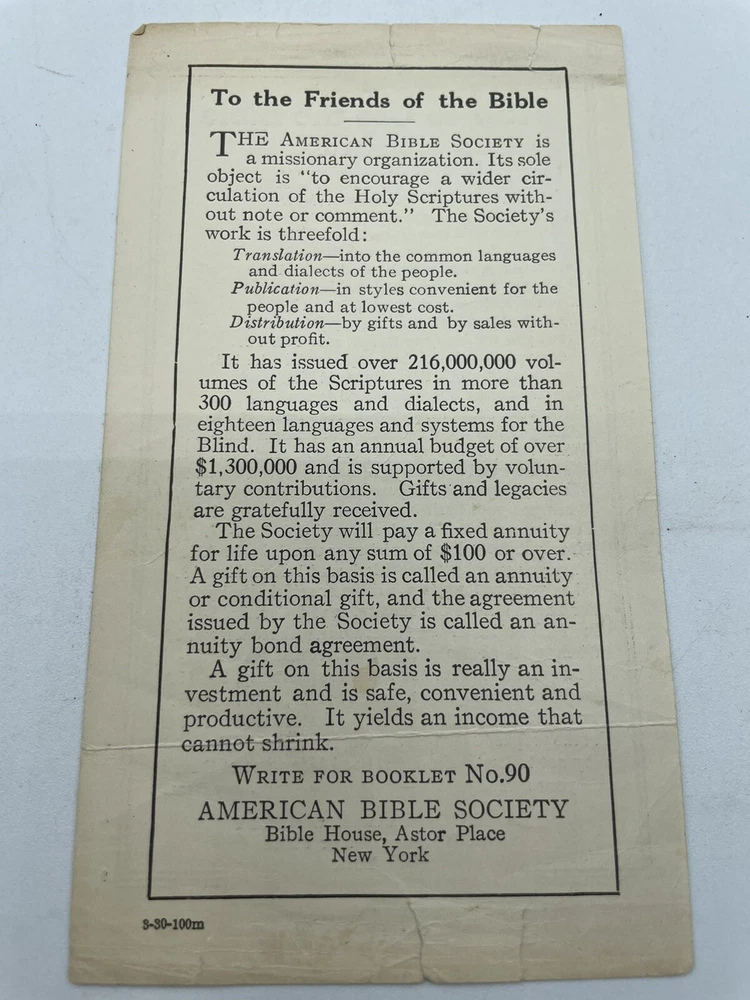 To the Friends of the Bible
THE AMERICAN BIBLE SOCIETY is
a missionary organization. Its sole
object is "to encourage a wider cir-
culation of the Holy Scriptures with-
out note or comment." The Society's
work is threefold:
Translation—into the common languages
and dialects of the people.
Publication—in styles convenient for the
people and at lowest cost.
Distribution—by gifts and by sales with-
out profit.
It has issued over 216,000,000 vol-
umes of the Scriptures in more than
300 languages and dialects, and in
eighteen languages and systems for the
Blind. It has an annual budget of over
$1,300,000 and is supported by volun-
tary contributions. Gifts and legacies
are gratefully received.
The Society will pay a fixed annuity
for life upon any sum of $100 or over.
A gift on this basis is called an annuity
or conditional gift, and the agreement
issued by the Society is called an an-
nuity bond agreement.
A gift on this basis is really an in-
vestment and is safe, convenient and
productive. It yields an income that
cannot shrink.
WRITE FOR BOOKLET No.90
AMERICAN BIBLE SOCIETY
Bible House, Astor Place
New York
3-30-100m